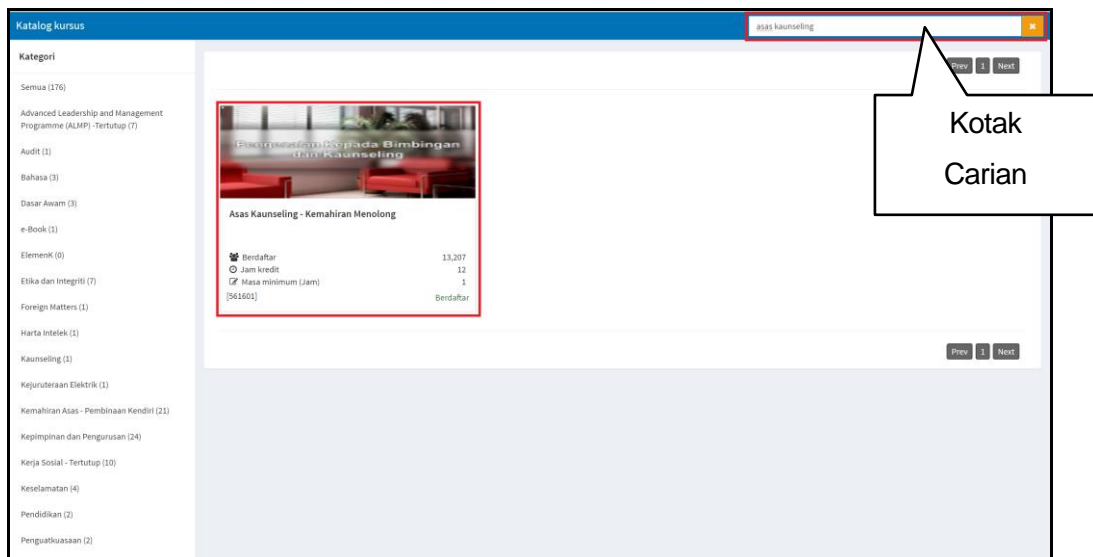 Katalog kursus
asas kaunseling
Kategori
Semua (176)
Advanced Leadership and Management
Programme (ALMP) -Tertutup (7)
Audit (1)
Bahasa (3)
Dasar Awam (3)
e-Book (1)
ElemenK (0)
Etika dan Integriti (7)
Foreign Matters (1)
Harta Intelek (1)
Kaunseling (1)
Kejuruteraan Elektrik (1)
Kemahiran Asas - Pembinaan Kendiri (21)
Kepimpinan dan Pengurusan (24)
Kerja Sosial - Tertutup (10)
Keselamatan (4)
Pendidikan (2)
Penguatkuasaan (2)
Prev 1 Next
Kotak
Carian
Pengenalan Kepada Bimbingan
dan Kaunseling
Asas Kaunseling - Kemahiran Menolong
Berdaftar 13,207
Jam kredit 12
Masa minimum (Jam) 1
[561601] Berdaftar
Prev 1 Next